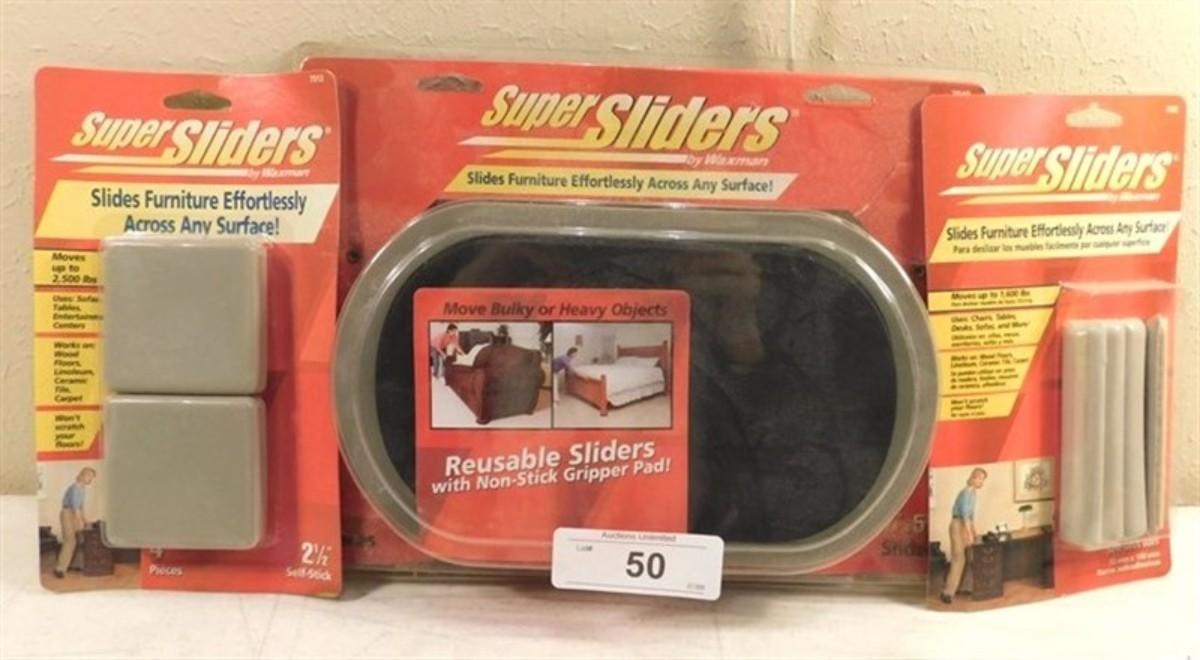 Super Sliders®
by Waxman
Slides Furniture Effortlessly
Across Any Surface!
Moves
up to
2,500 lbs
Uses: Sofas
Tables,
Entertainment
Centers
Works on:
Wood
Floors,
Linoleum,
Ceramic
Tile,
Carpet
Won't
scratch
your
floors!
4
Pieces
2½"
Self-Stick
Super Sliders®
by Waxman
Slides Furniture Effortlessly Across Any Surface!
Move Bulky or Heavy Objects
Reusable Sliders
with Non-Stick Gripper Pad!
Auctions Unlimited
Lot#
50
Super Sliders®
by Waxman
Slides Furniture Effortlessly Across Any Surface!
Para deslizar los muebles fácilmente por cualquier superficie
Moves up to 1,600 lbs
Uses: Chairs, Tables,
Desks, Sofas, and More!
Works on: Wood Floors,
Linoleum, Ceramic Tile, Carpet
Won't scratch
your floors!